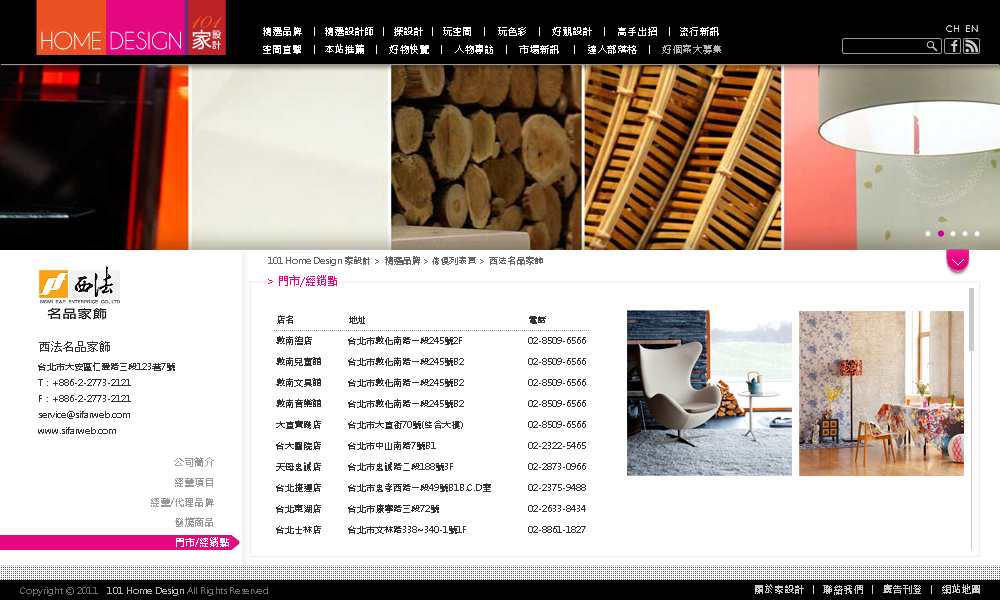 HOME DESIGN 101 家設計
精選品牌 | 精選設計師 | 探設計 | 玩空間 | 玩色彩 | 好靚設計 | 高手出招 | 流行新訊
CH EN
空間直擊 | 本站推薦 | 好物快覽 | 人物專訪 | 市場新訊 | 達人部落格 | 好個案大募集
101 Home Design 家設計 > 精選品牌 > 傢俱列表頁 > 西法名品家飾
> 門市/經銷點
西法
SIFAR E&P ENTERPRICE CO., LTD
名品家飾
西法名品家飾
台北市大安區仁愛路三段123巷7號
T : +886-2-2773-2121
F : +886-2-2773-2121
service@sifarweb.com
www.sifarweb.com
公司簡介
經營項目
經營/代理品牌
發燒商品
門市/經銷點
店名 地址 電話
敦南總店 台北市敦化南路一段245號2F 02-8509-6566
敦南兒童館 台北市敦化南路一段245號B2 02-8509-6566
敦南文具館 台北市敦化南路一段245號B2 02-8509-6566
敦南音樂館 台北市敦化南路一段245號B2 02-8509-6566
大直實踐店 台北市大直街70號(綜合大樓) 02-8509-6566
台大醫院店 台北市中山南路7號B1 02-2322-5465
天母忠誠店 台北市忠誠路二段188號3F 02-2873-0966
台北捷運店 台北市忠孝西路一段49號B1B.C.D室 02-2375-9488
台北東湖店 台北市康寧路三段72號 02-2633-8434
台北士林店 台北市文林路338~340-1號1F 02-8861-1827
Copyright © 2011 101 Home Design All Rights Reserved
關於家設計 | 聯絡我們 | 廣告刊登 | 網站地圖